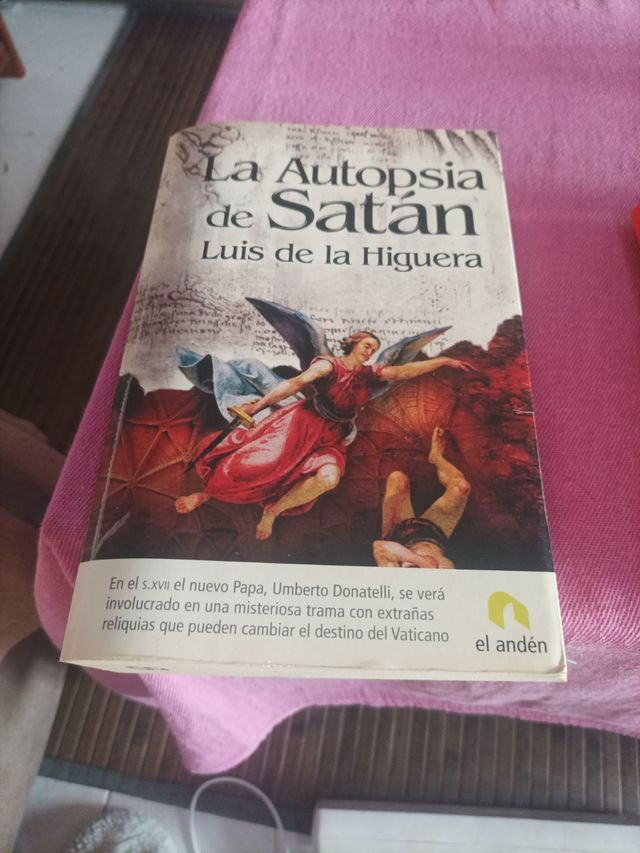 La Autopsia
de Satán
Luis de la Higuera
En el s.XVII el nuevo Papa, Umberto Donatelli, se verá
involucrado en una misteriosa trama con extrañas
reliquias que pueden cambiar el destino del Vaticano
el andén